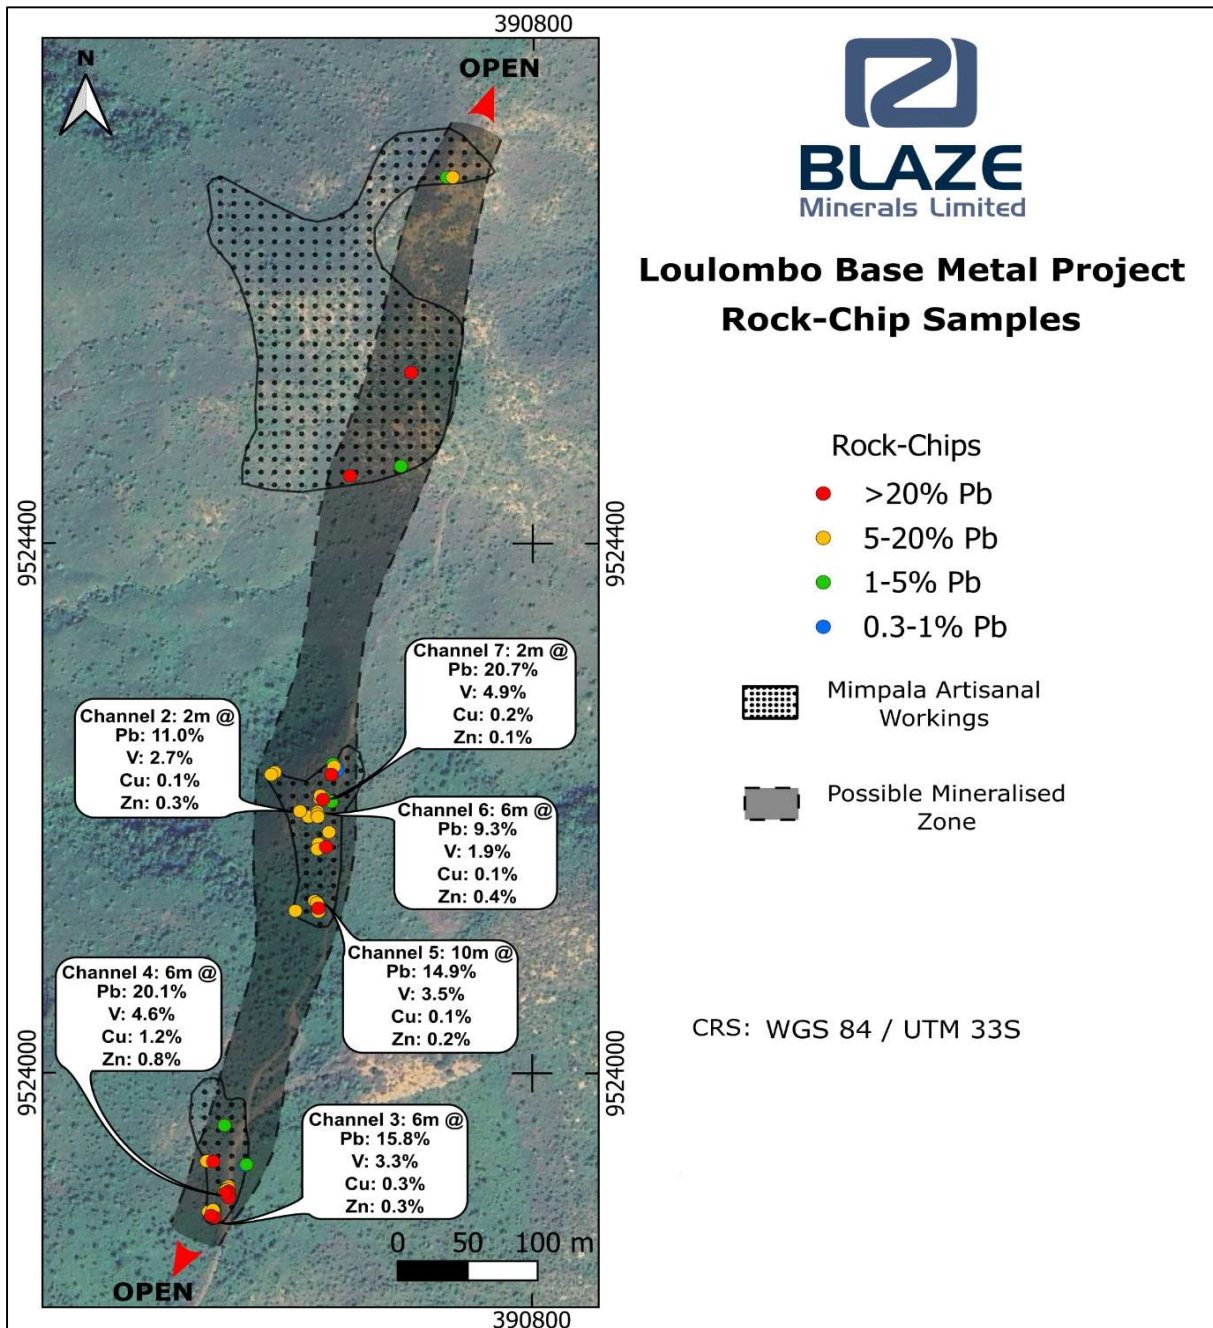 390800
N
OPEN
BLAZE
Minerals Limited
Loulombo Base Metal Project
Rock-Chip Samples
Rock-Chips
>20% Pb
5-20% Pb
1-5% Pb
0.3-1% Pb
Mimpala Artisanal
Workings
Possible Mineralised
Zone
CRS: WGS 84 / UTM 33S
9524400
9524400
Channel 7: 2m @
Pb: 20.7%
V: 4.9%
Cu: 0.2%
Zn: 0.1%
Channel 2: 2m @
Pb: 11.0%
V: 2.7%
Cu: 0.1%
Zn: 0.3%
Channel 6: 6m @
Pb: 9.3%
V: 1.9%
Cu: 0.1%
Zn: 0.4%
Channel 5: 10m @
Pb: 14.9%
V: 3.5%
Cu: 0.1%
Zn: 0.2%
Channel 4: 6m @
Pb: 20.1%
V: 4.6%
Cu: 1.2%
Zn: 0.8%
9524000
9524000
Channel 3: 6m @
Pb: 15.8%
V: 3.3%
Cu: 0.3%
Zn: 0.3%
0 50 100 m
OPEN
390800